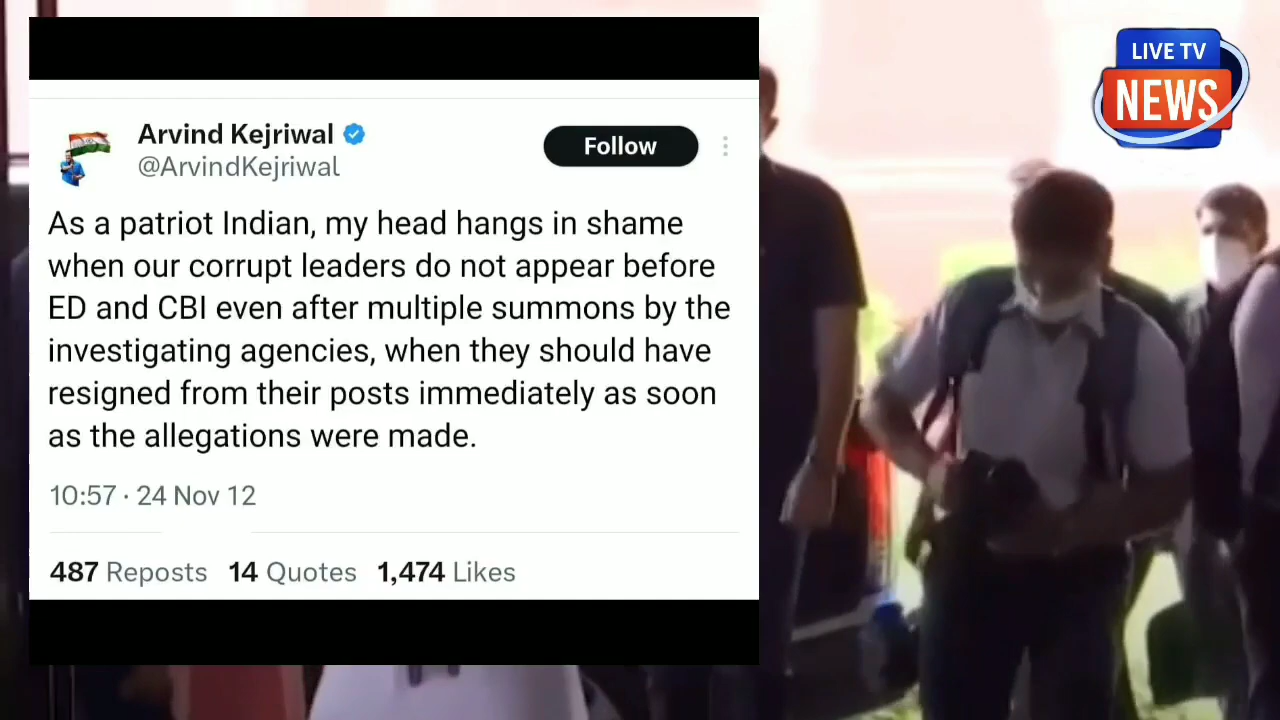 LIVE TV
NEWS
Arvind Kejriwal
@ArvindKejriwal
Follow
As a patriot Indian, my head hangs in shame
when our corrupt leaders do not appear before
ED and CBI even after multiple summons by the
investigating agencies, when they should have
resigned from their posts immediately as soon
as the allegations were made.
10:57 · 24 Nov 12
487 Reposts 14 Quotes 1,474 Likes